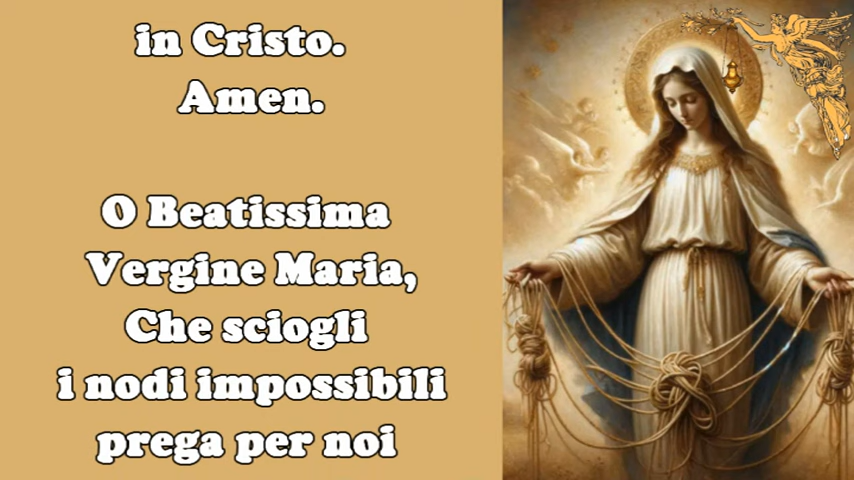 in Cristo.
Amen.
O Beatissima
Vergine Maria,
Che sciogli
i nodi impossibili
prega per noi